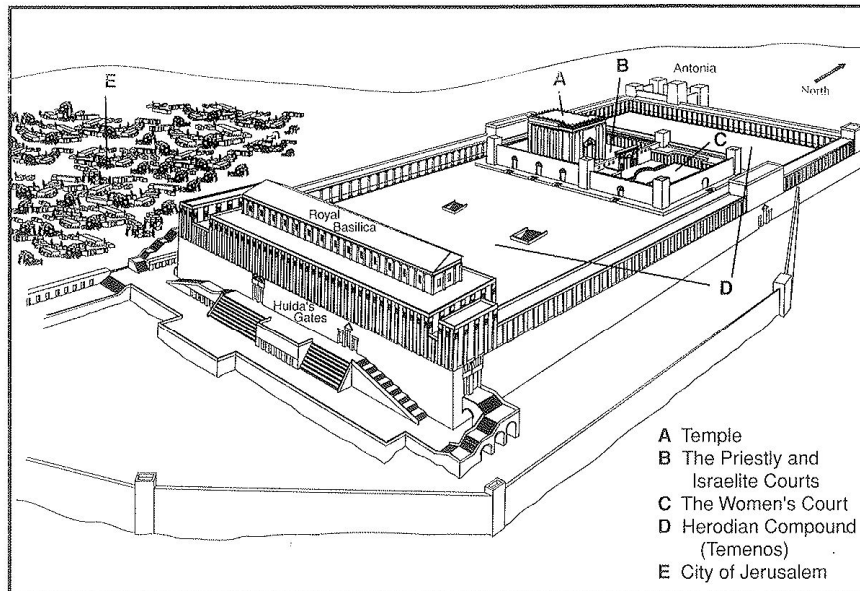 E
A
B
Antonia
North
C
Royal
Basilica
D
Hulda's
Gates
A Temple
B The Priestly and
Israelite Courts
C The Women's Court
D Herodian Compound
(Temenos)
E City of Jerusalem